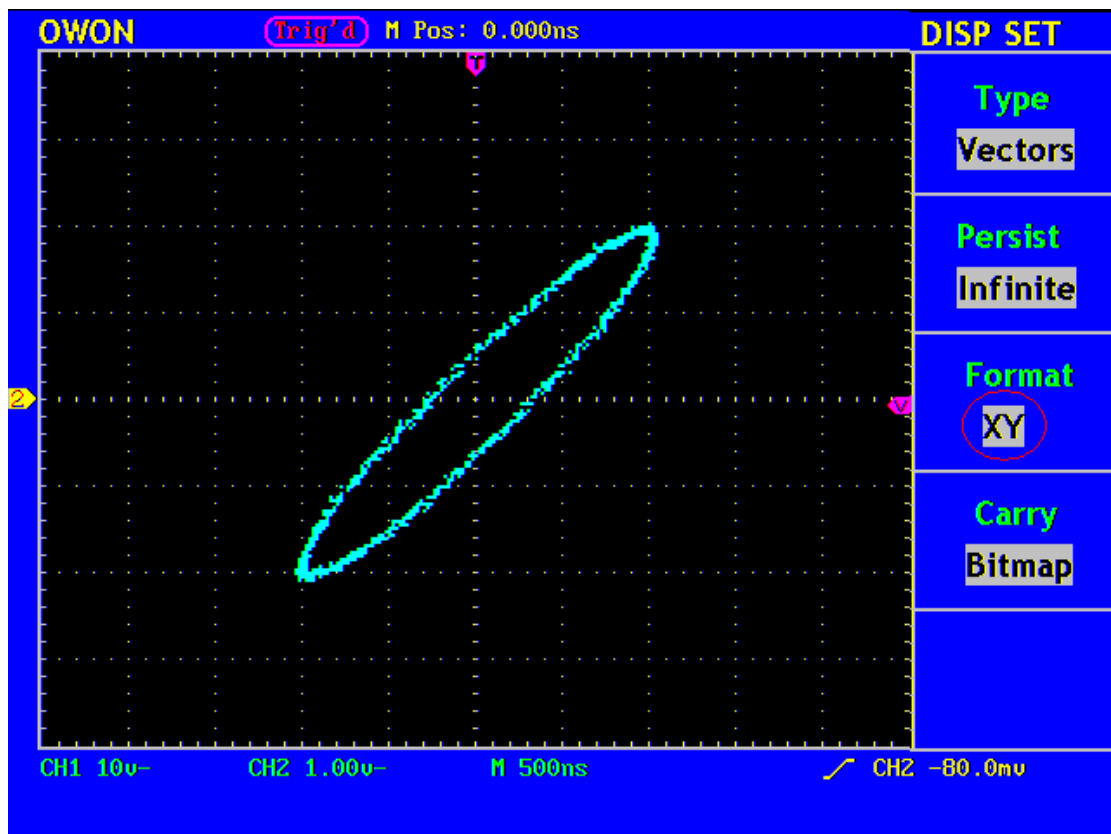 OWON Trig'd M Pos: 0.000ns DISP SET
T
Type
Vectors
Persist
Infinite
2
V
Format
XY
Carry
Bitmap
CH1 10v- CH2 1.00v- M 500ns CH2 -80.0mv